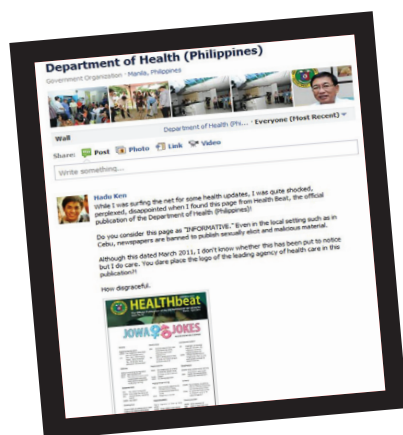 Department of Health (Philippines)
Government Organization · Manila, Philippines
Wall
Department of Health (Phi... · Everyone (Most Recent)
Share: Post Photo Link Video
Write something...
Hado Ken
While I was surfing the net for some health updates, I was quite shocked,
perplexed, disappointed when I found this page from Health Beat, the official
publication of the Department of Health (Philippines)!
Do you consider this page as "INFORMATIVE." Even in the local setting such as in
Cebu, newspapers are banned to publish sexually elicit and malicious material.
Although this dated March 2011, I don't know whether this has been put to notice
but I do care. You dare place the logo of the leading agency of health care in this
publication?!
How disgraceful.
HEALTHbeat
JOWA JOKES